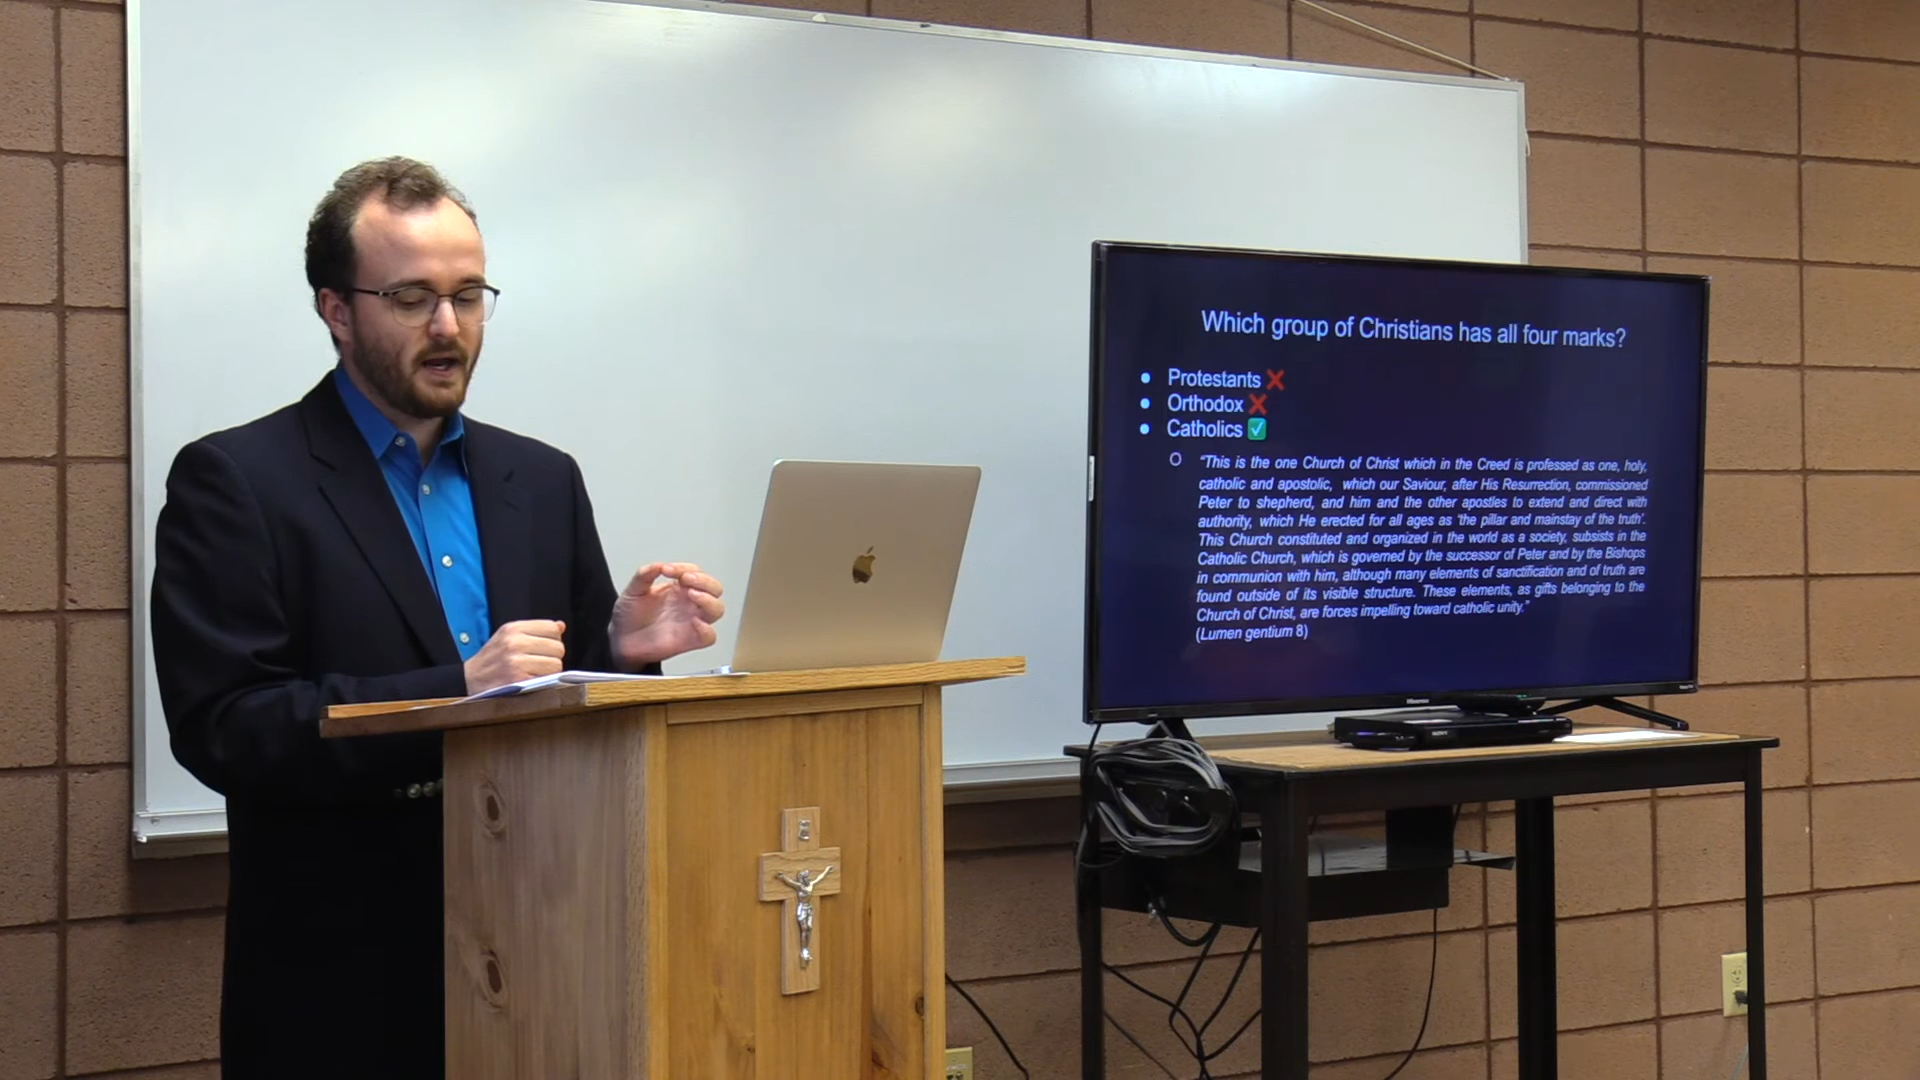 Which group of Christians has all four marks?
• Protestants ❌
• Orthodox ❌
• Catholics ✅
○ “This is the one Church of Christ which in the Creed is professed as one, holy,
catholic and apostolic, which our Saviour, after His Resurrection, commissioned
Peter to shepherd, and him and the other apostles to extend and direct with
authority, which He erected for all ages as ‘the pillar and mainstay of the truth’.
This Church constituted and organized in the world as a society, subsists in the
Catholic Church, which is governed by the successor of Peter and by the Bishops
in communion with him, although many elements of sanctification and of truth are
found outside of its visible structure. These elements, as gifts belonging to the
Church of Christ, are forces impelling toward catholic unity.”
(Lumen gentium 8)
Hisense
SONY
INRI